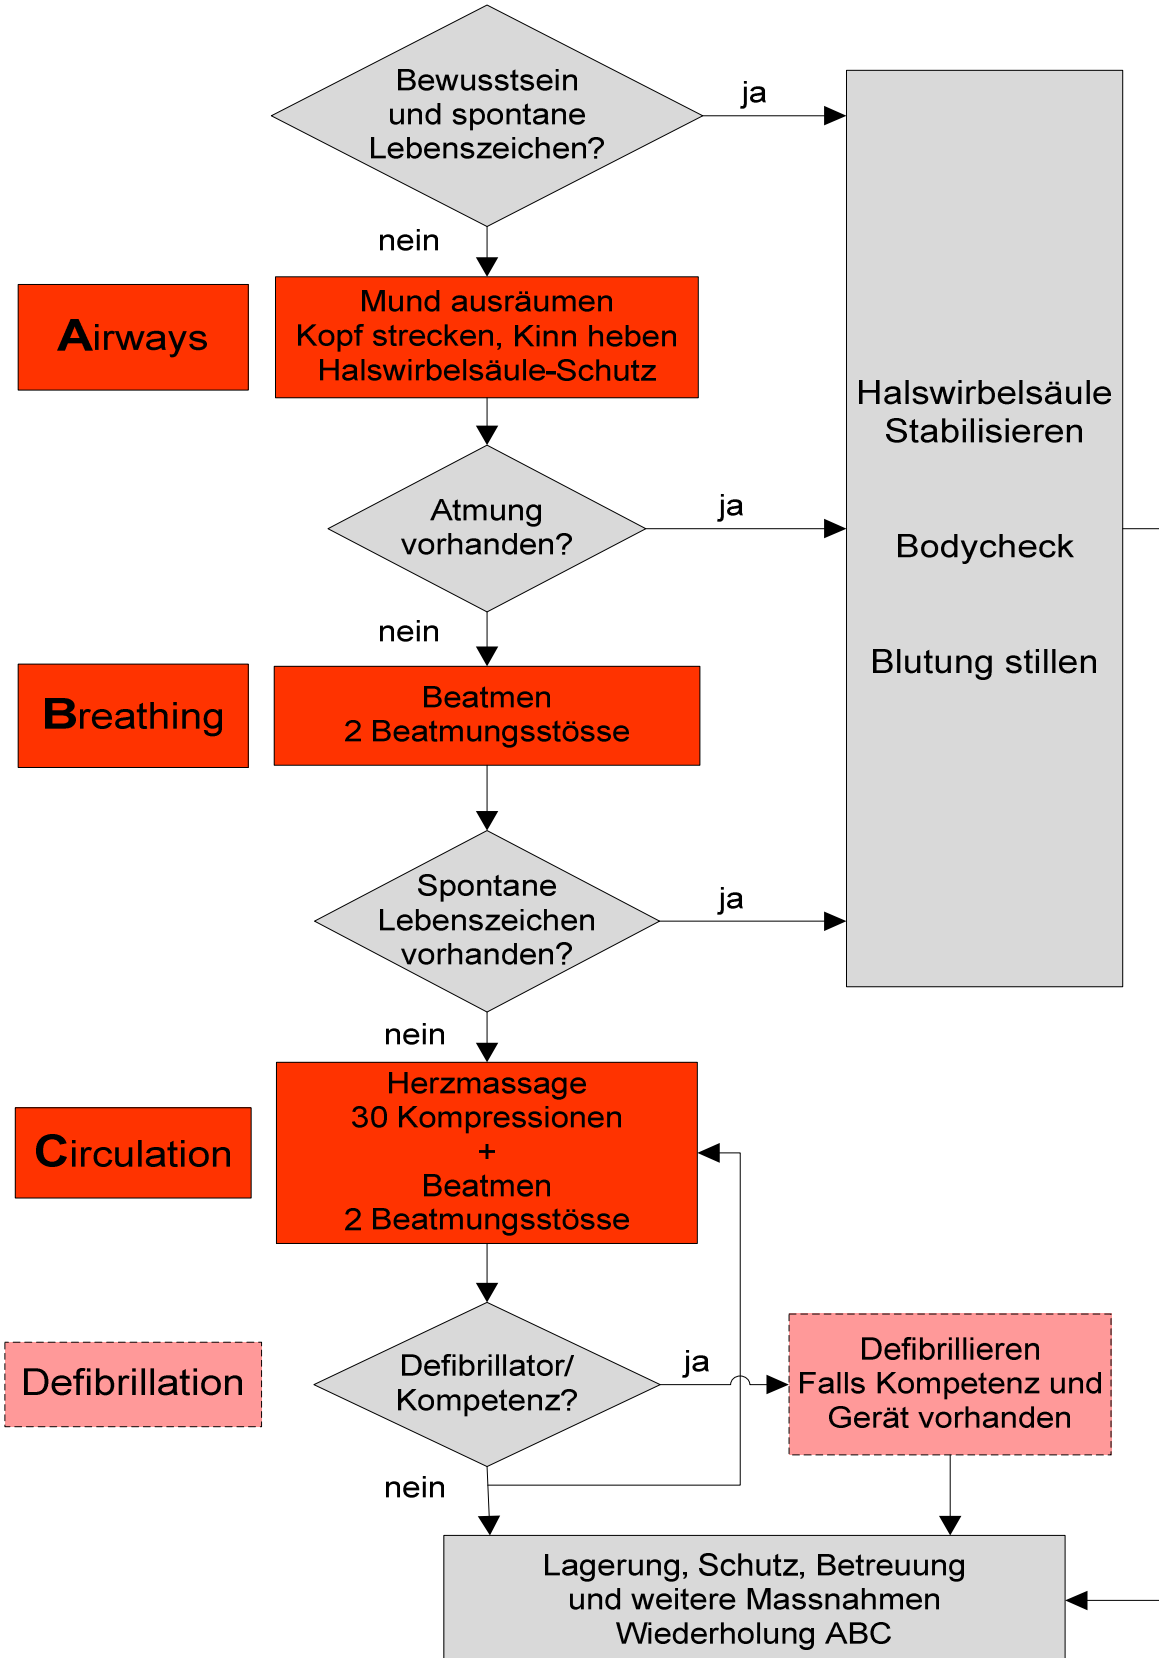 Bewusstsein
und spontane
Lebenszeichen?
ja
nein
Airways
Mund ausräumen
Kopf strecken, Kinn heben
Halswirbelsäule-Schutz
Halswirbelsäule
Stabilisieren
Bodycheck
Blutung stillen
Atmung
vorhanden?
ja
nein
Breathing
Beatmen
2 Beatmungsstösse
Spontane
Lebenszeichen
vorhanden?
ja
nein
Circulation
Herzmassage
30 Kompressionen
+
Beatmen
2 Beatmungsstösse
Defibrillation
Defibrillator/
Kompetenz?
ja
nein
Defibrillieren
Falls Kompetenz und
Gerät vorhanden
Lagerung, Schutz, Betreuung
und weitere Massnahmen
Wiederholung ABC